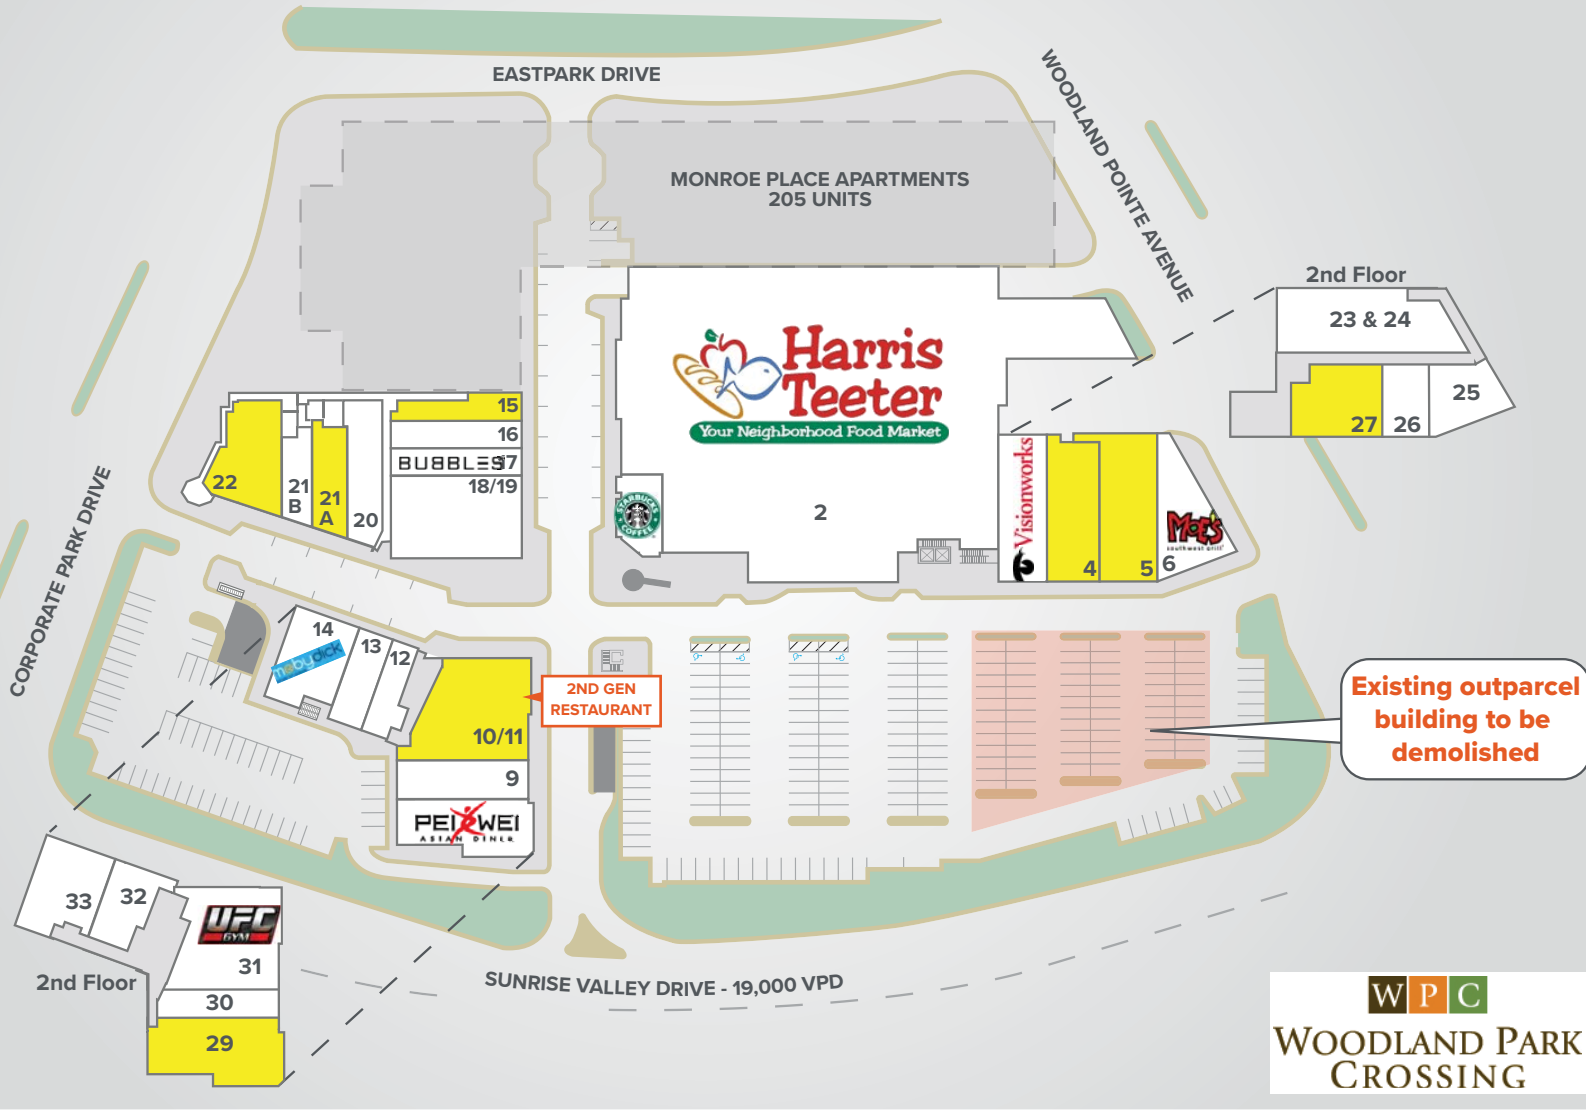 EASTPARK DRIVE
WOODLAND POINTE AVENUE
MONROE PLACE APARTMENTS
205 UNITS
2nd Floor
23 & 24
25
26
27
Harris
Teeter
Your Neighborhood Food Market
2
STARBUCKS
COFFEE
Visionworks
4
5
6
MOE'S
southwest grill
15
16
BUBBLES 17
18/19
20
21
A
21
B
22
CORPORATE PARK DRIVE
14
mobydick
13
12
10/11
2ND GEN
RESTAURANT
9
PEI WEI
ASIAN DINER
Existing outparcel
building to be
demolished
33
32
UFC
GYM
31
30
29
2nd Floor
SUNRISE VALLEY DRIVE - 19,000 VPD
W P C
WOODLAND PARK
CROSSING